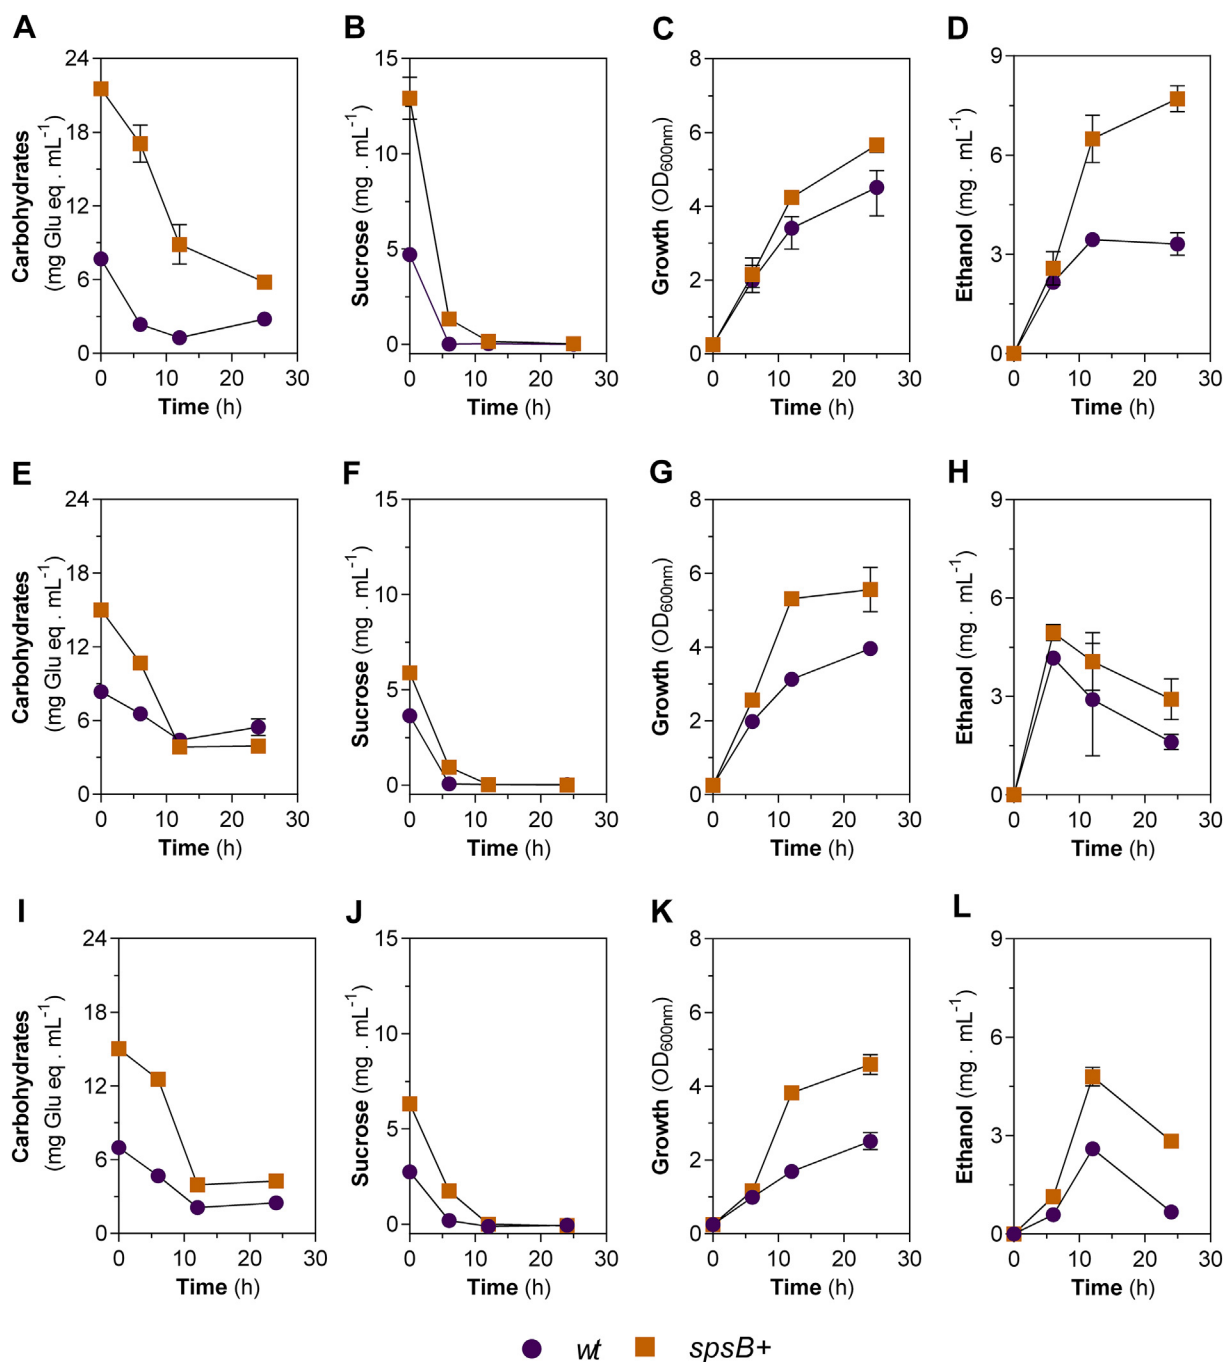 A
24
18
12
6
0
Carbohydrates
(mg Glu eq . mL-1)
0 10 20 30
Time (h)
B
15
10
5
0
Sucrose (mg . mL-1)
0 10 20 30
Time (h)
C
8
6
4
2
0
Growth (OD600nm)
0 10 20 30
Time (h)
D
9
6
3
0
Ethanol (mg . mL-1)
0 10 20 30
Time (h)
E
24
18
12
6
0
Carbohydrates
(mg Glu eq . mL-1)
0 10 20 30
Time (h)
F
15
10
5
0
Sucrose (mg . mL-1)
0 10 20 30
Time (h)
G
8
6
4
2
0
Growth (OD600nm)
0 10 20 30
Time (h)
H
9
6
3
0
Ethanol (mg . mL-1)
0 10 20 30
Time (h)
I
24
18
12
6
0
Carbohydrates
(mg Glu eq . mL-1)
0 10 20 30
Time (h)
J
15
10
5
0
Sucrose (mg . mL-1)
0 10 20 30
Time (h)
K
8
6
4
2
0
Growth (OD600nm)
0 10 20 30
Time (h)
L
9
6
3
0
Ethanol (mg . mL-1)
0 10 20 30
Time (h)
wt spsB+